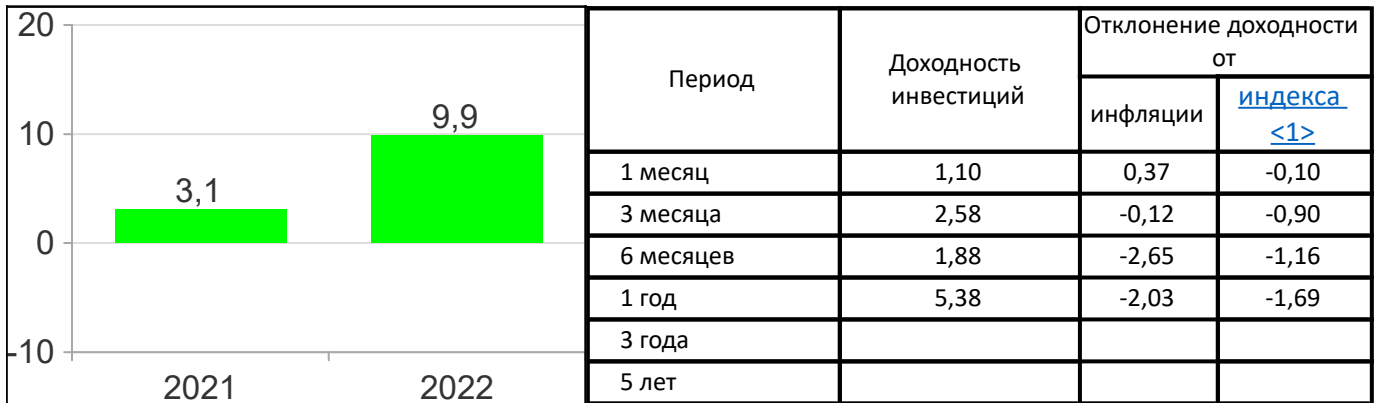 20
10
0
-10
3,1
9,9
2021
2022
Период
Доходность
инвестиций
Отклонение доходности
от
инфляции
индекса
<1>
1 месяц 1,10 0,37 -0,10
3 месяца 2,58 -0,12 -0,90
6 месяцев 1,88 -2,65 -1,16
1 год 5,38 -2,03 -1,69
3 года
5 лет